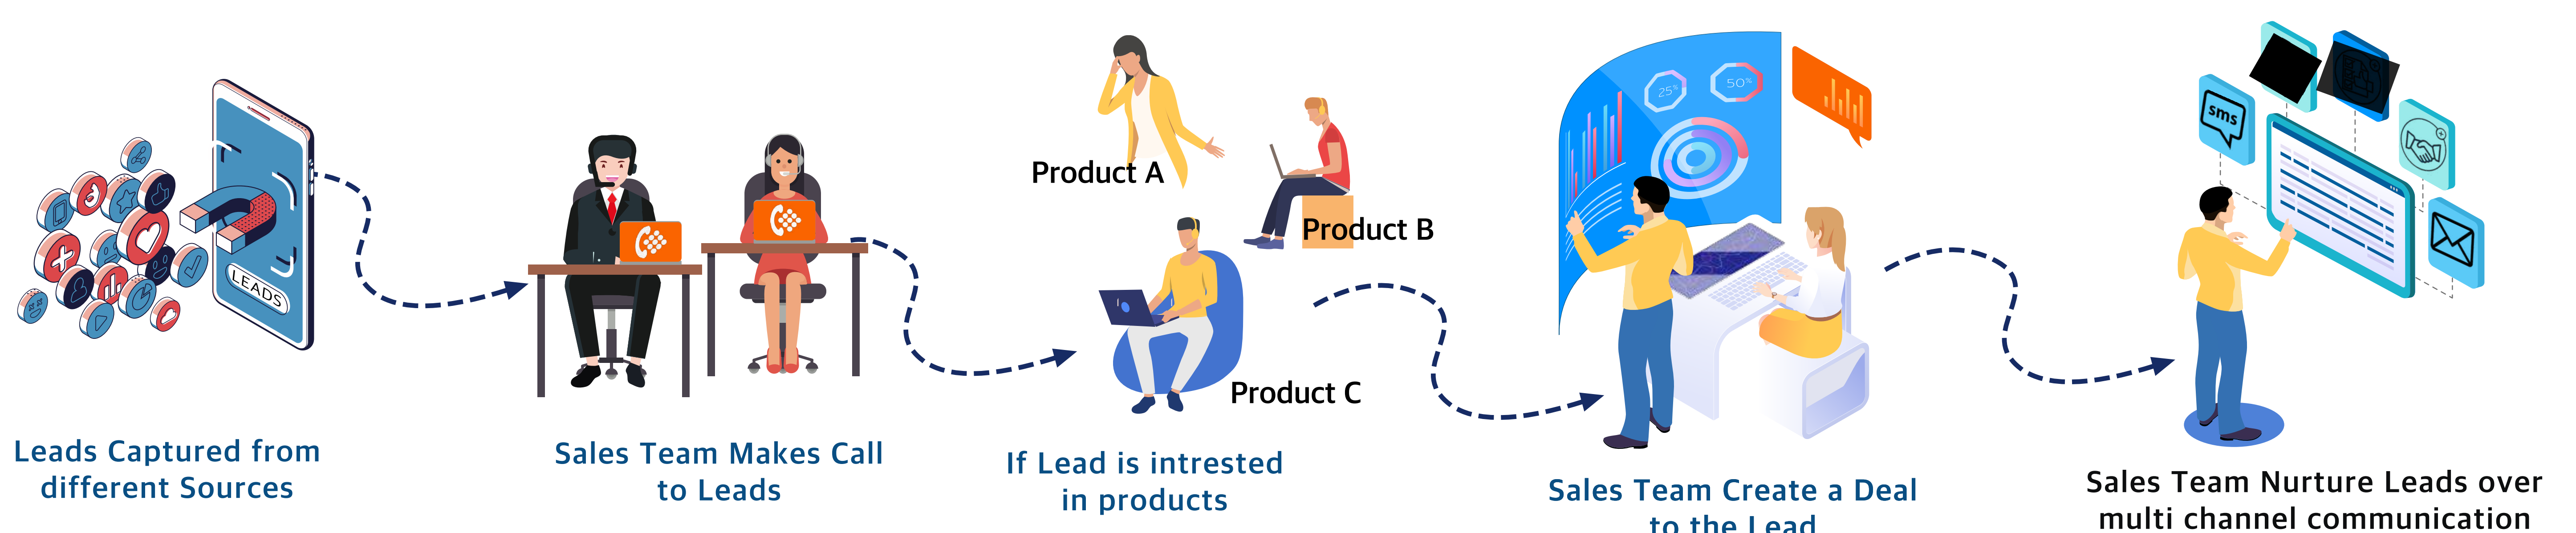 LEADS
Leads Captured from
different Sources
Sales Team Makes Call
to Leads
Product A
Product B
Product C
If Lead is intrested
in products
25%
50%
Sales Team Create a Deal
to the Lead
sms
Sales Team Nurture Leads over
multi channel communication